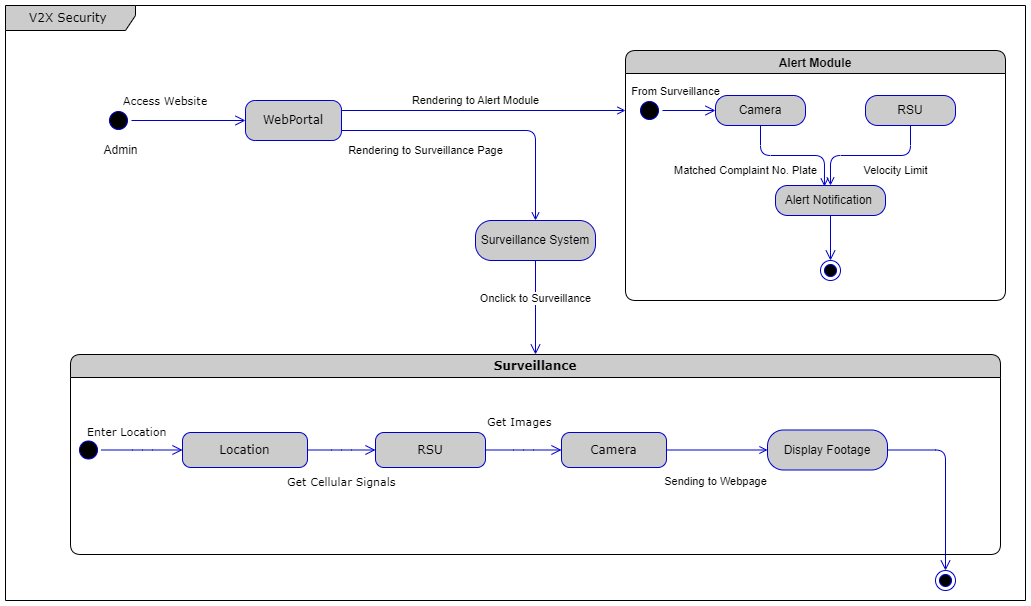 V2X Security
Alert Module
Access Website
Rendering to Alert Module
From Surveillance
WebPortal
Camera
RSU
Admin
Rendering to Surveillance Page
Matched Complaint No. Plate
Velocity Limit
Alert Notification
Surveillance System
Onclick to Surveillance
Surveillance
Enter Location
Get Images
Location
RSU
Camera
Display Footage
Get Cellular Signals
Sending to Webpage